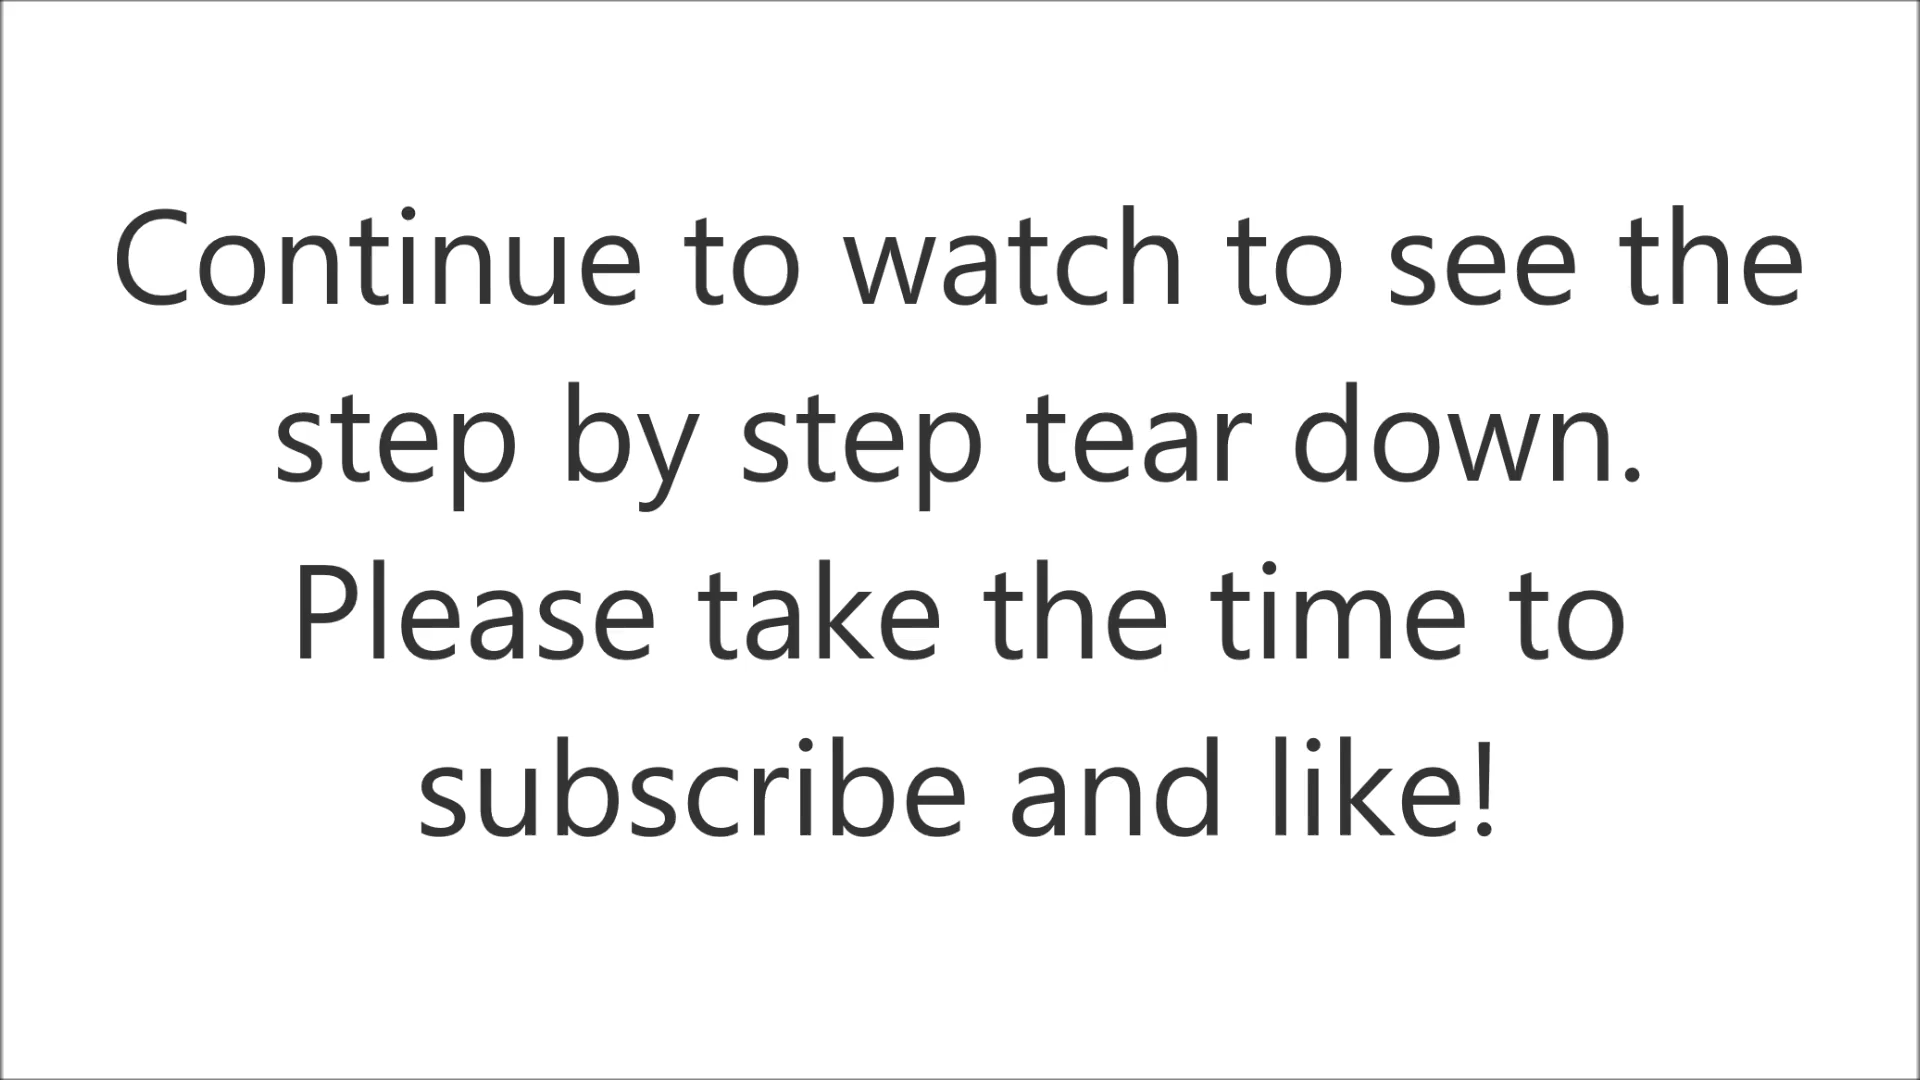 Continue to watch to see the
step by step tear down.
Please take the time to
subscribe and like!